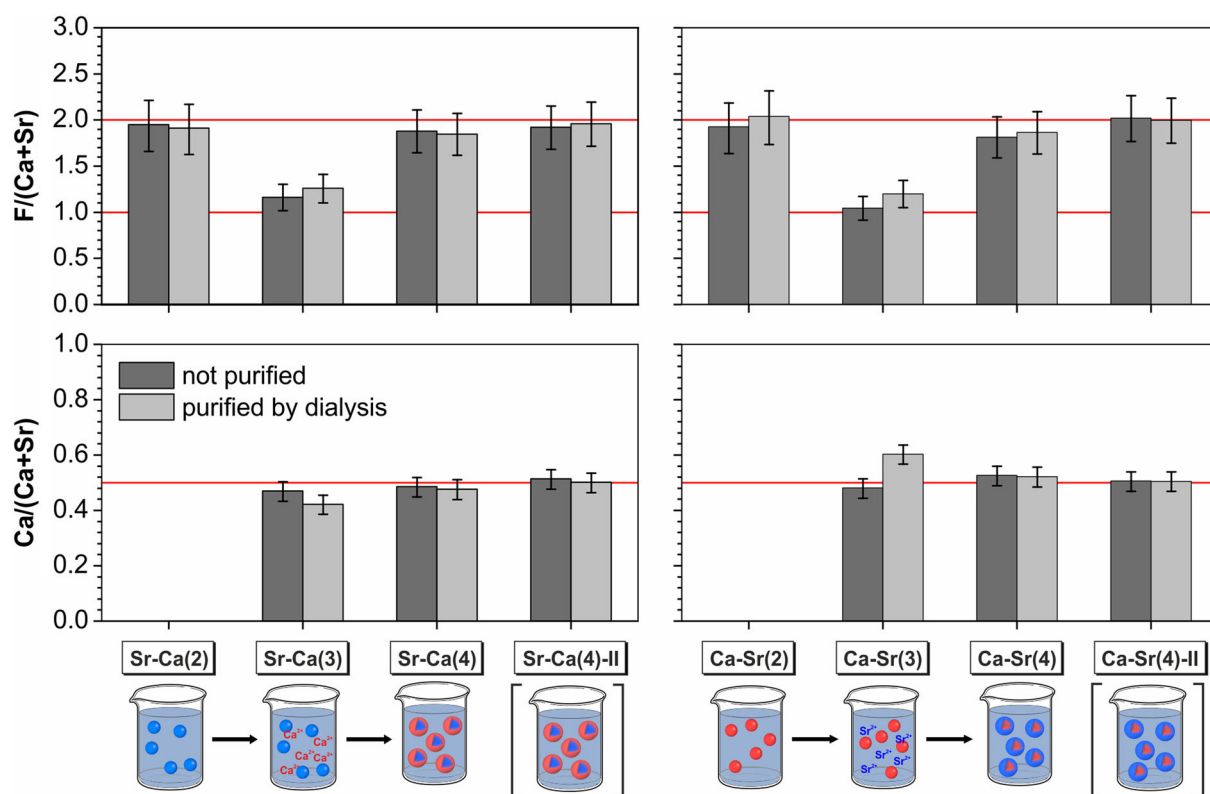 3.0
2.5
2.0
1.5
1.0
0.5
0.0
F/(Ca+Sr)
1.0
0.8
0.6
0.4
0.2
0.0
Ca/(Ca+Sr)
not purified
purified by dialysis
Sr-Ca(2)
Sr-Ca(3)
Sr-Ca(4)
Sr-Ca(4)-II
Ca-Sr(2)
Ca-Sr(3)
Ca-Sr(4)
Ca-Sr(4)-II
Ca²⁺
Ca²⁺
Ca²⁺Ca²⁺
Ca²⁺
Sr²⁺
Sr²⁺
Sr²⁺
Sr²⁺
Sr²⁺